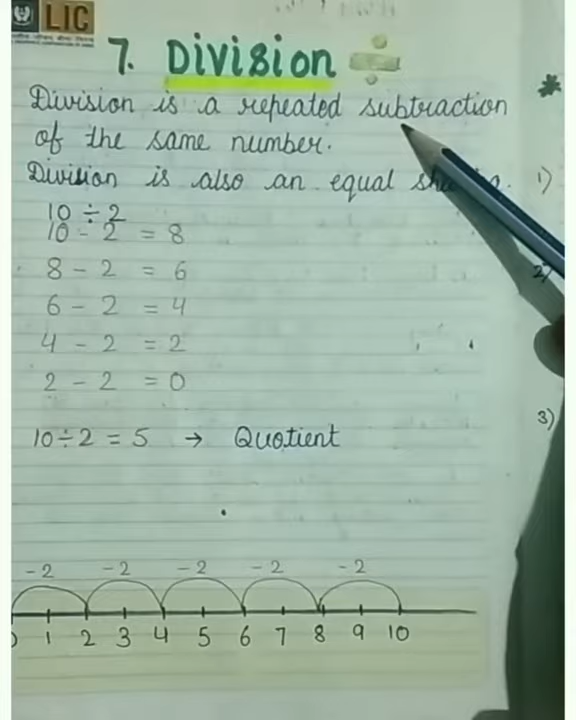 LIC
7. Division ÷
Division is a repeated subtraction
of the same number.
Division is also an equal
10 ÷ 2
10 - 2 = 8
8 - 2 = 6
6 - 2 = 4
4 - 2 = 2
2 - 2 = 0
10 ÷ 2 = 5 → Quotient
-2 -2 -2 -2 -2
1 2 3 4 5 6 7 8 9 10
*
1)
2)
3)